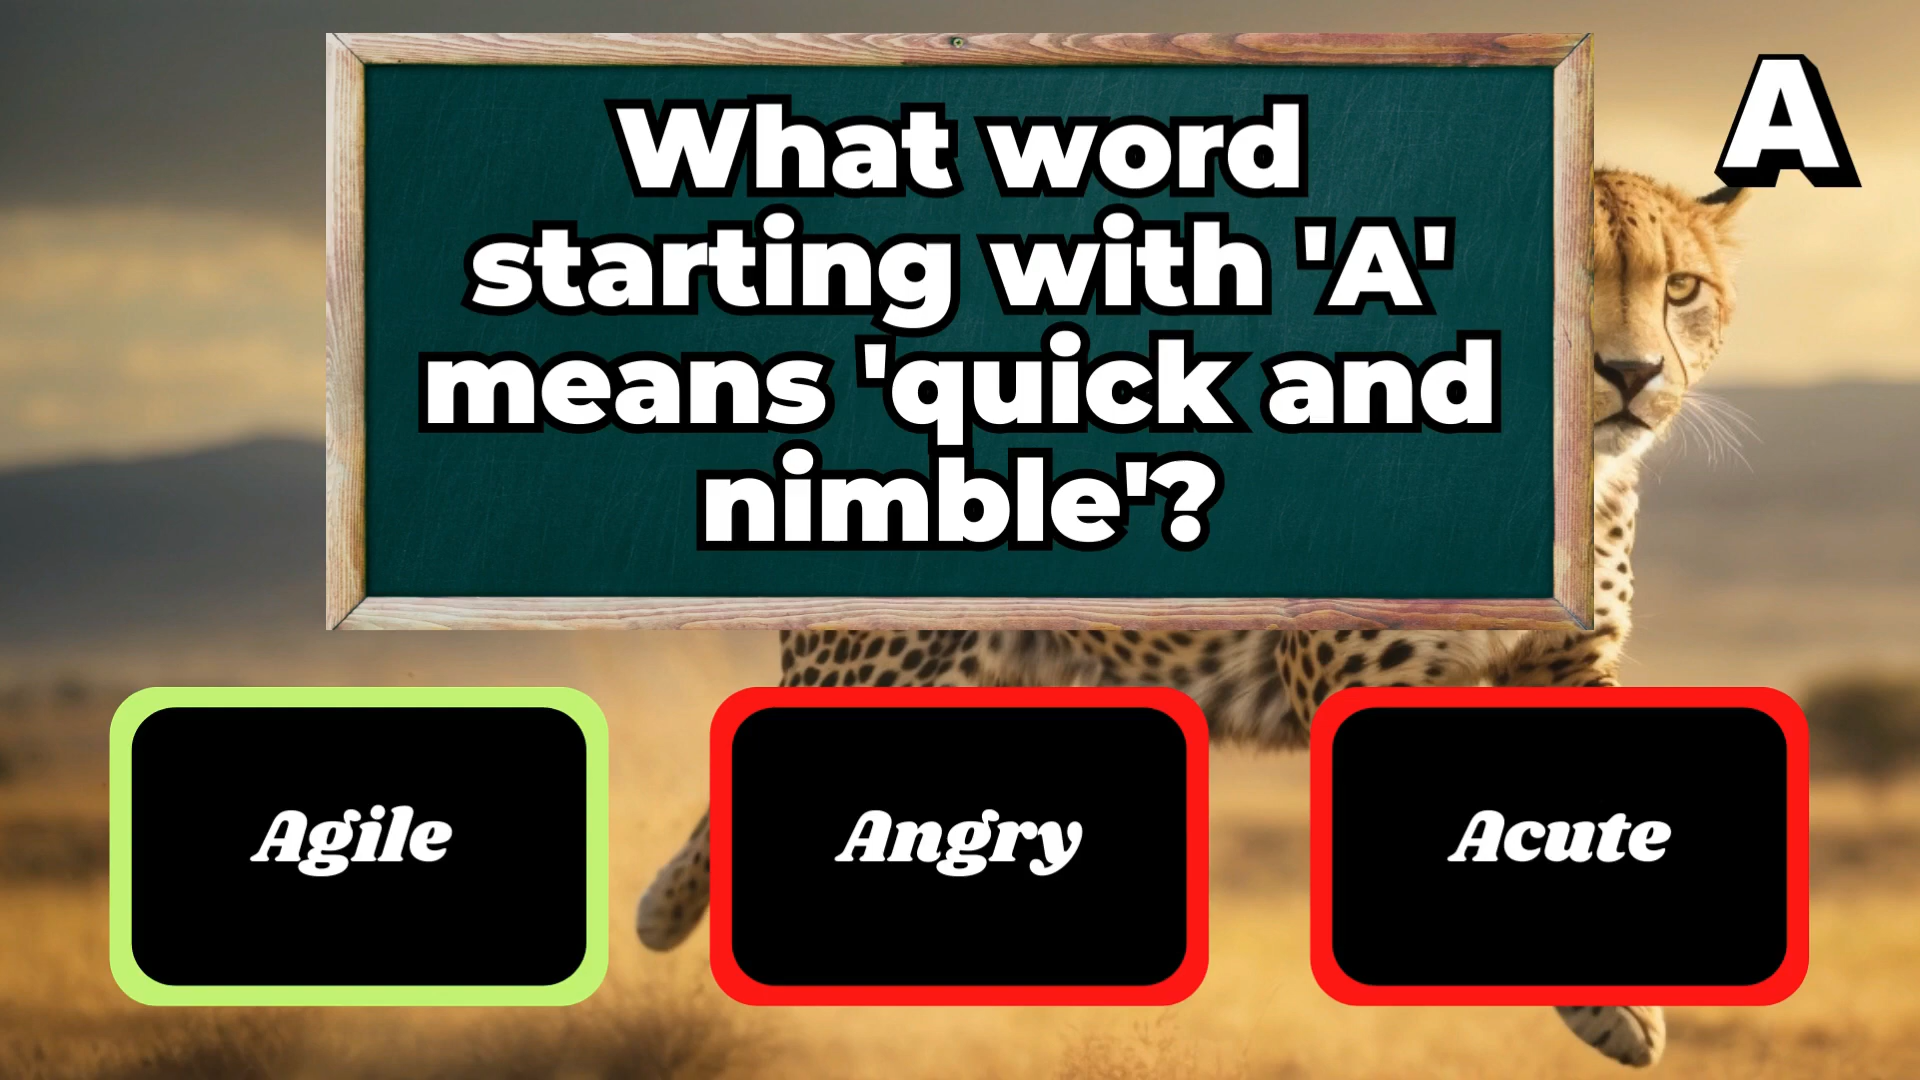 A
What word
starting with 'A'
means 'quick and
nimble'?
Agile
Angry
Acute